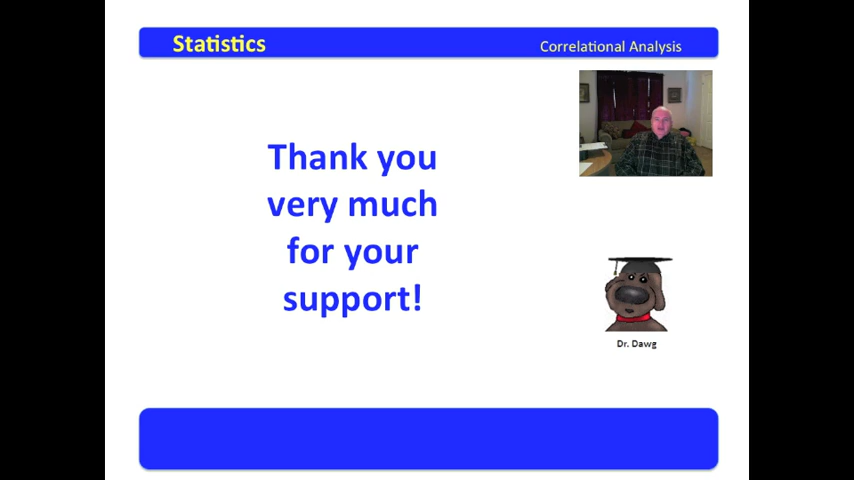 Statistics
Correlational Analysis
Thank you
very much
for your
support!
Dr. Dawg